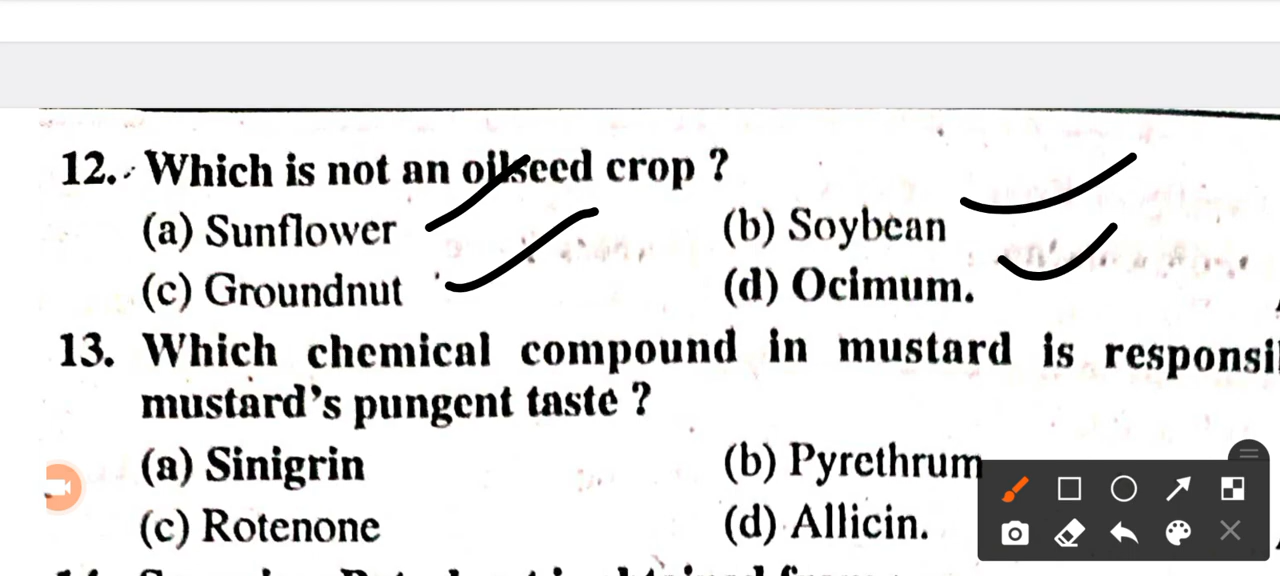 12. Which is not an oilseed crop ?
(a) Sunflower (b) Soybean
(c) Groundnut (d) Ocimum.
13. Which chemical compound in mustard is
mustard's pungent taste ?
(a) Sinigrin (b) Pyrethrum
(c) Rotenone (d) Allicin.